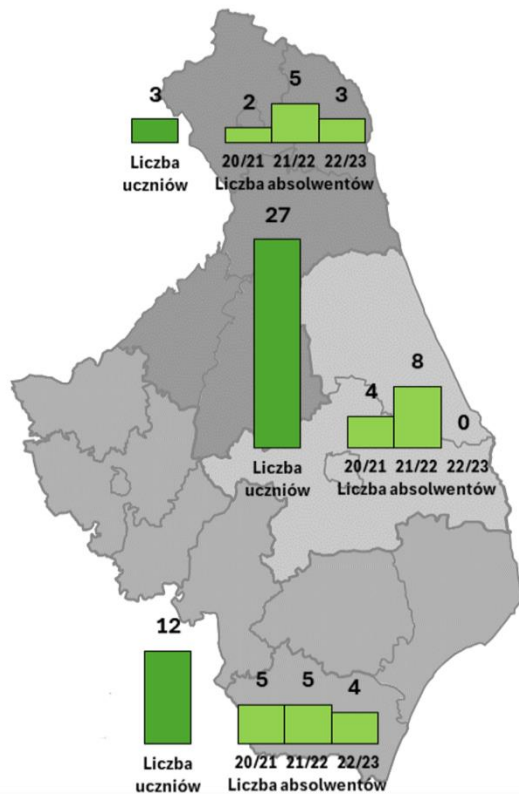 3
2 5 3
Liczba
uczniów
20/21 21/22 22/23
Liczba absolwentów
27
4 8 0
Liczba
uczniów
20/21 21/22 22/23
Liczba absolwentów
12
5 5 4
Liczba
uczniów
20/21 21/22 22/23
Liczba absolwentów